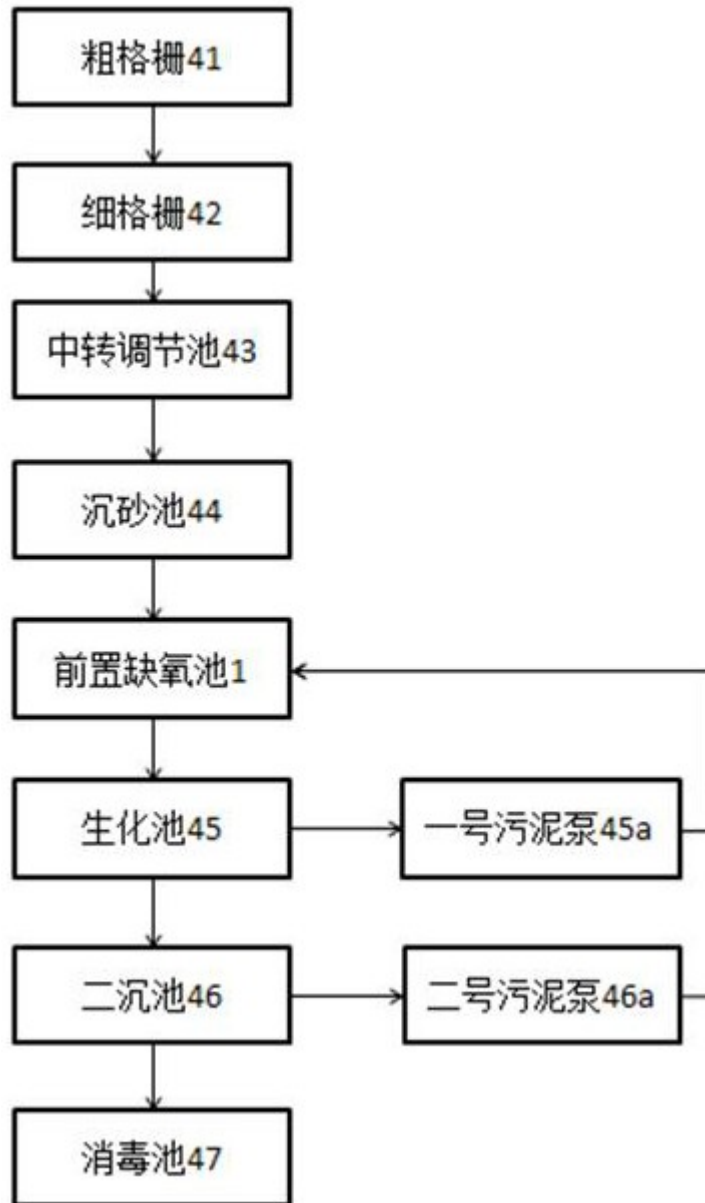 粗格栅41
细格栅42
中转调节池43
沉砂池44
前置缺氧池1
生化池45
一号污泥泵45a
二沉池46
二号污泥泵46a
消毒池47